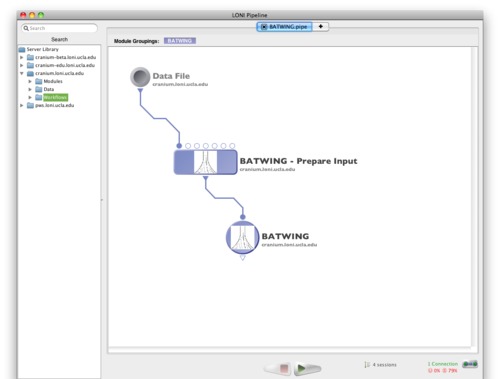 LONI Pipeline
Search
BATWING.pipe
+
Search
Module Groupings: BATWING
Server Library
cranium-beta.loni.ucla.edu
cranium-edu.loni.ucla.edu
cranium.loni.ucla.edu
Modules
Data
Workflows
pws.loni.ucla.edu
Data File
cranium.loni.ucla.edu
BATWING - Prepare Input
cranium.loni.ucla.edu
BATWING
cranium.loni.ucla.edu
4 sessions
1 Connection
0% 79%